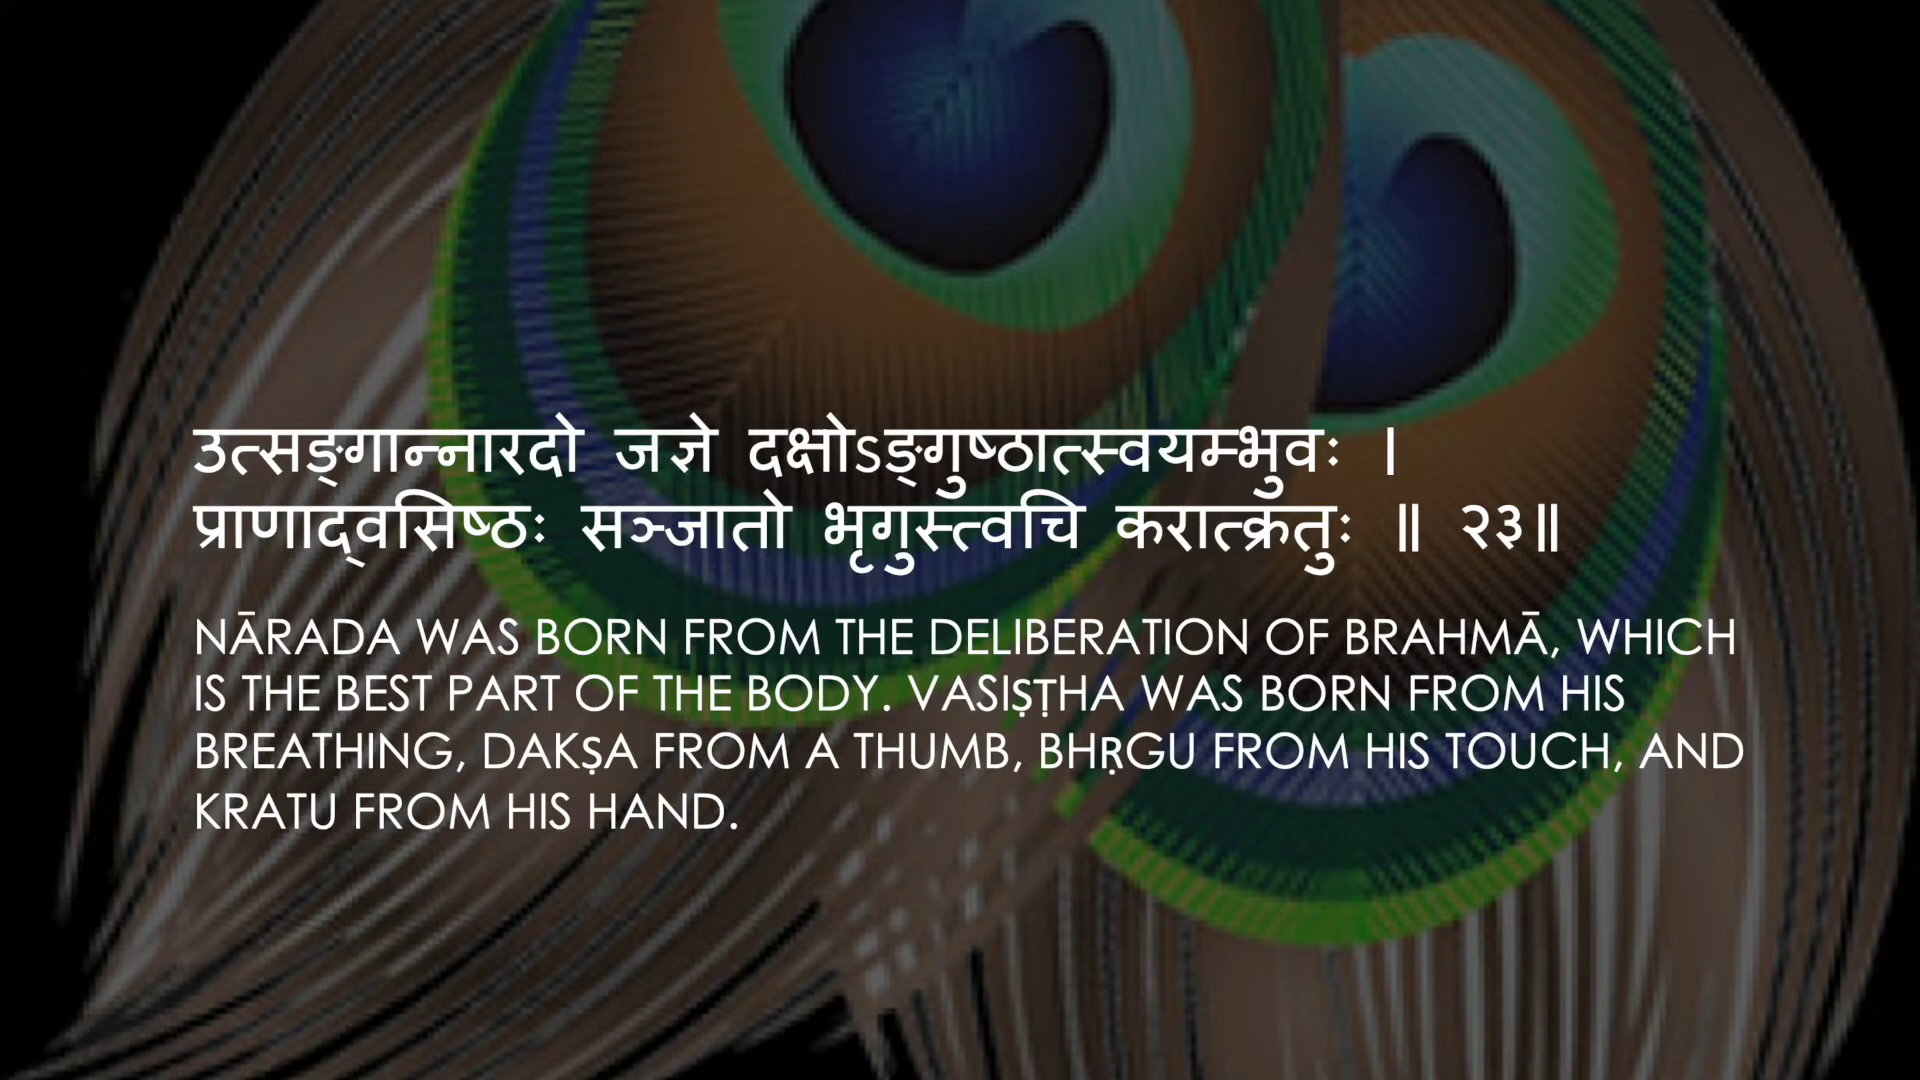 उत्सङ्गान्नारदो जज्ञे दक्षोऽङ्गुष्ठात्स्वयम्भुवः ।
प्राणाद्वसिष्ठः सञ्जातो भृगुस्त्वचि करात्क्रतुः ॥ २३॥
NĀRADA WAS BORN FROM THE DELIBERATION OF BRAHMĀ, WHICH
IS THE BEST PART OF THE BODY. VASIṢṬHA WAS BORN FROM HIS
BREATHING, DAKṢA FROM A THUMB, BHṚGU FROM HIS TOUCH, AND
KRATU FROM HIS HAND.